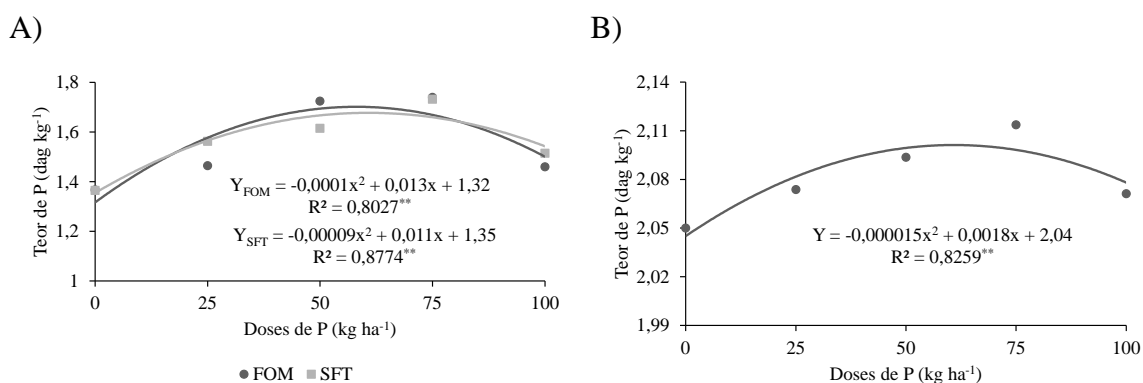 A)
Teor de P (dag kg⁻¹)
1,8
1,6
1,4
1,2
1
Y_FOM = -0,0001x² + 0,013x + 1,32
R² = 0,8027**
Y_SFT = -0,00009x² + 0,011x + 1,35
R² = 0,8774**
0 25 50 75 100
Doses de P (kg ha⁻¹)
FOM SFT
B)
Teor de P (dag kg⁻¹)
2,14
2,11
2,08
2,05
2,02
1,99
Y = -0,000015x² + 0,0018x + 2,04
R² = 0,8259**
0 25 50 75 100
Doses de P (kg ha⁻¹)